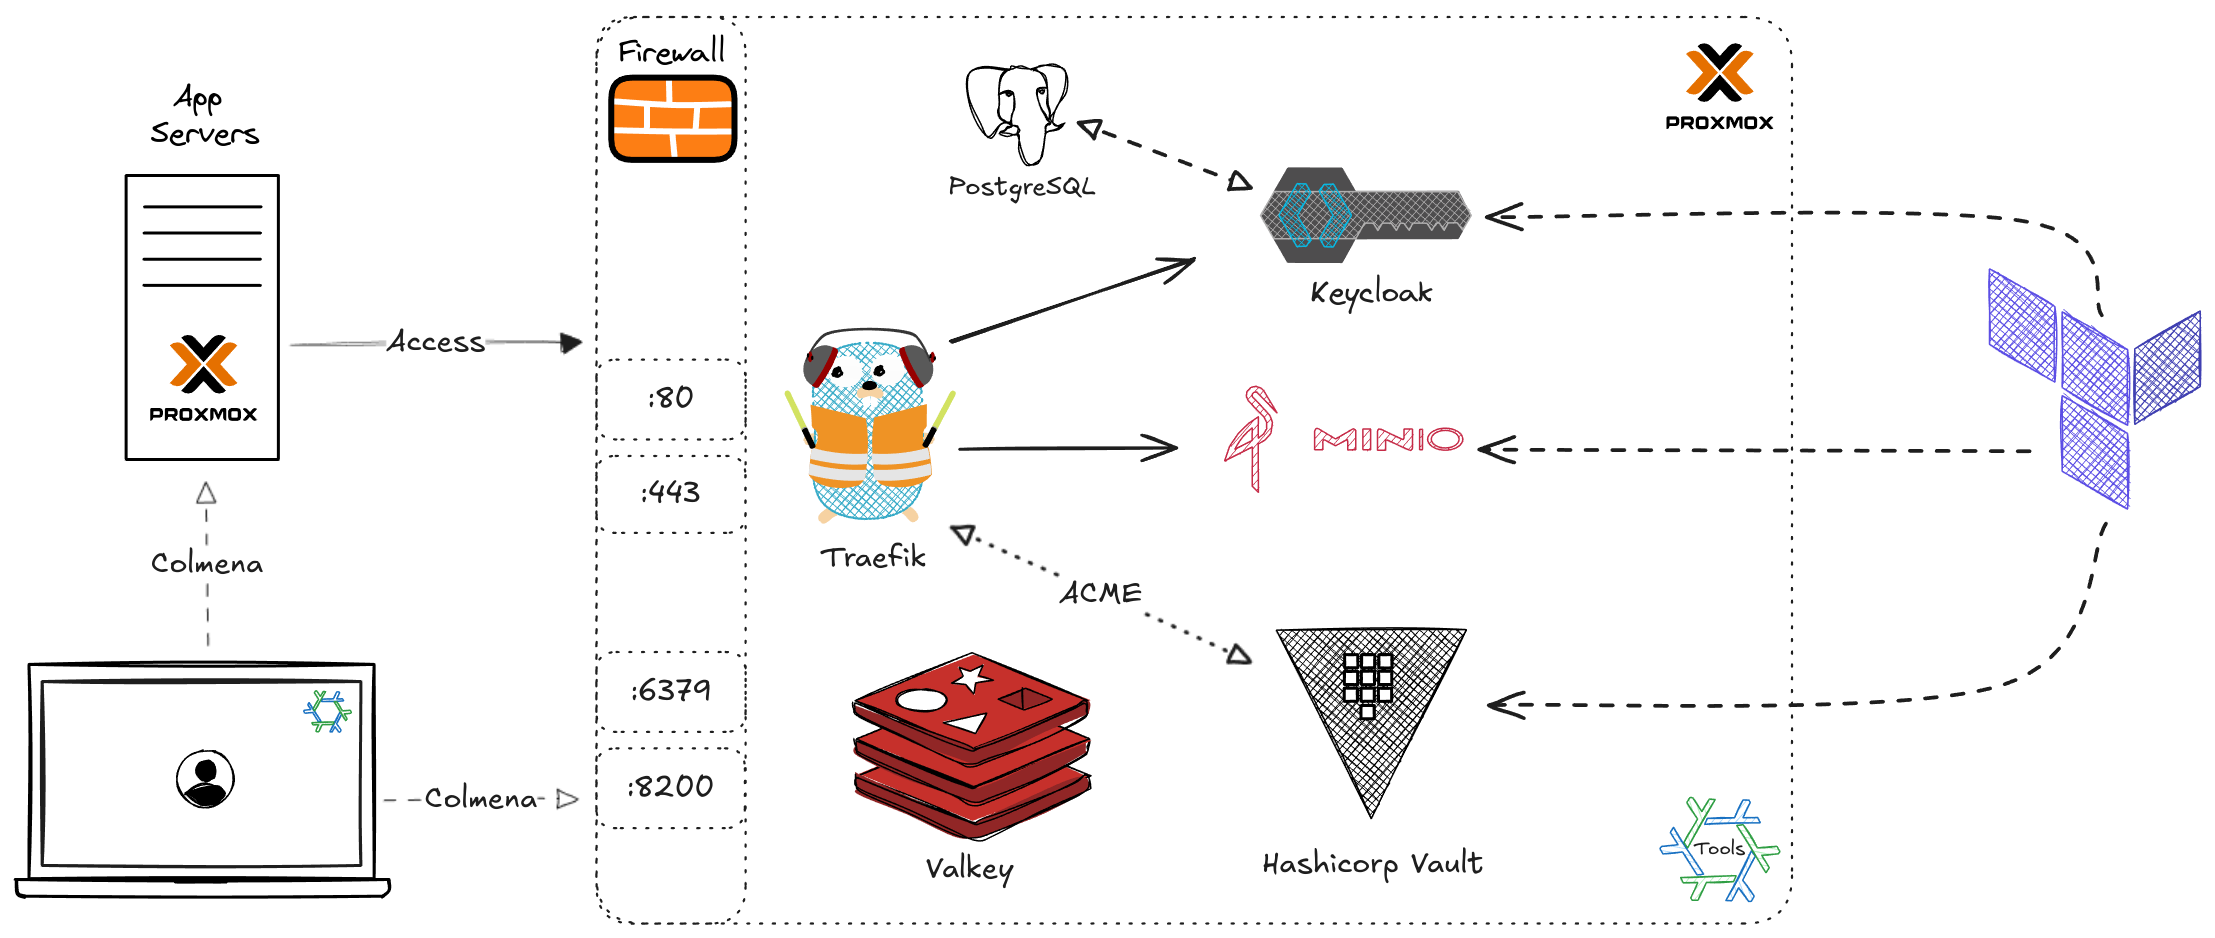 App
Servers
PROXMOX
Access
Colmena
Colmena
Firewall
:80
:443
:6379
:8200
PostgreSQL
Keycloak
Traefik
MINIO
ACME
Valkey
Hashicorp Vault
PROXMOX
Tools